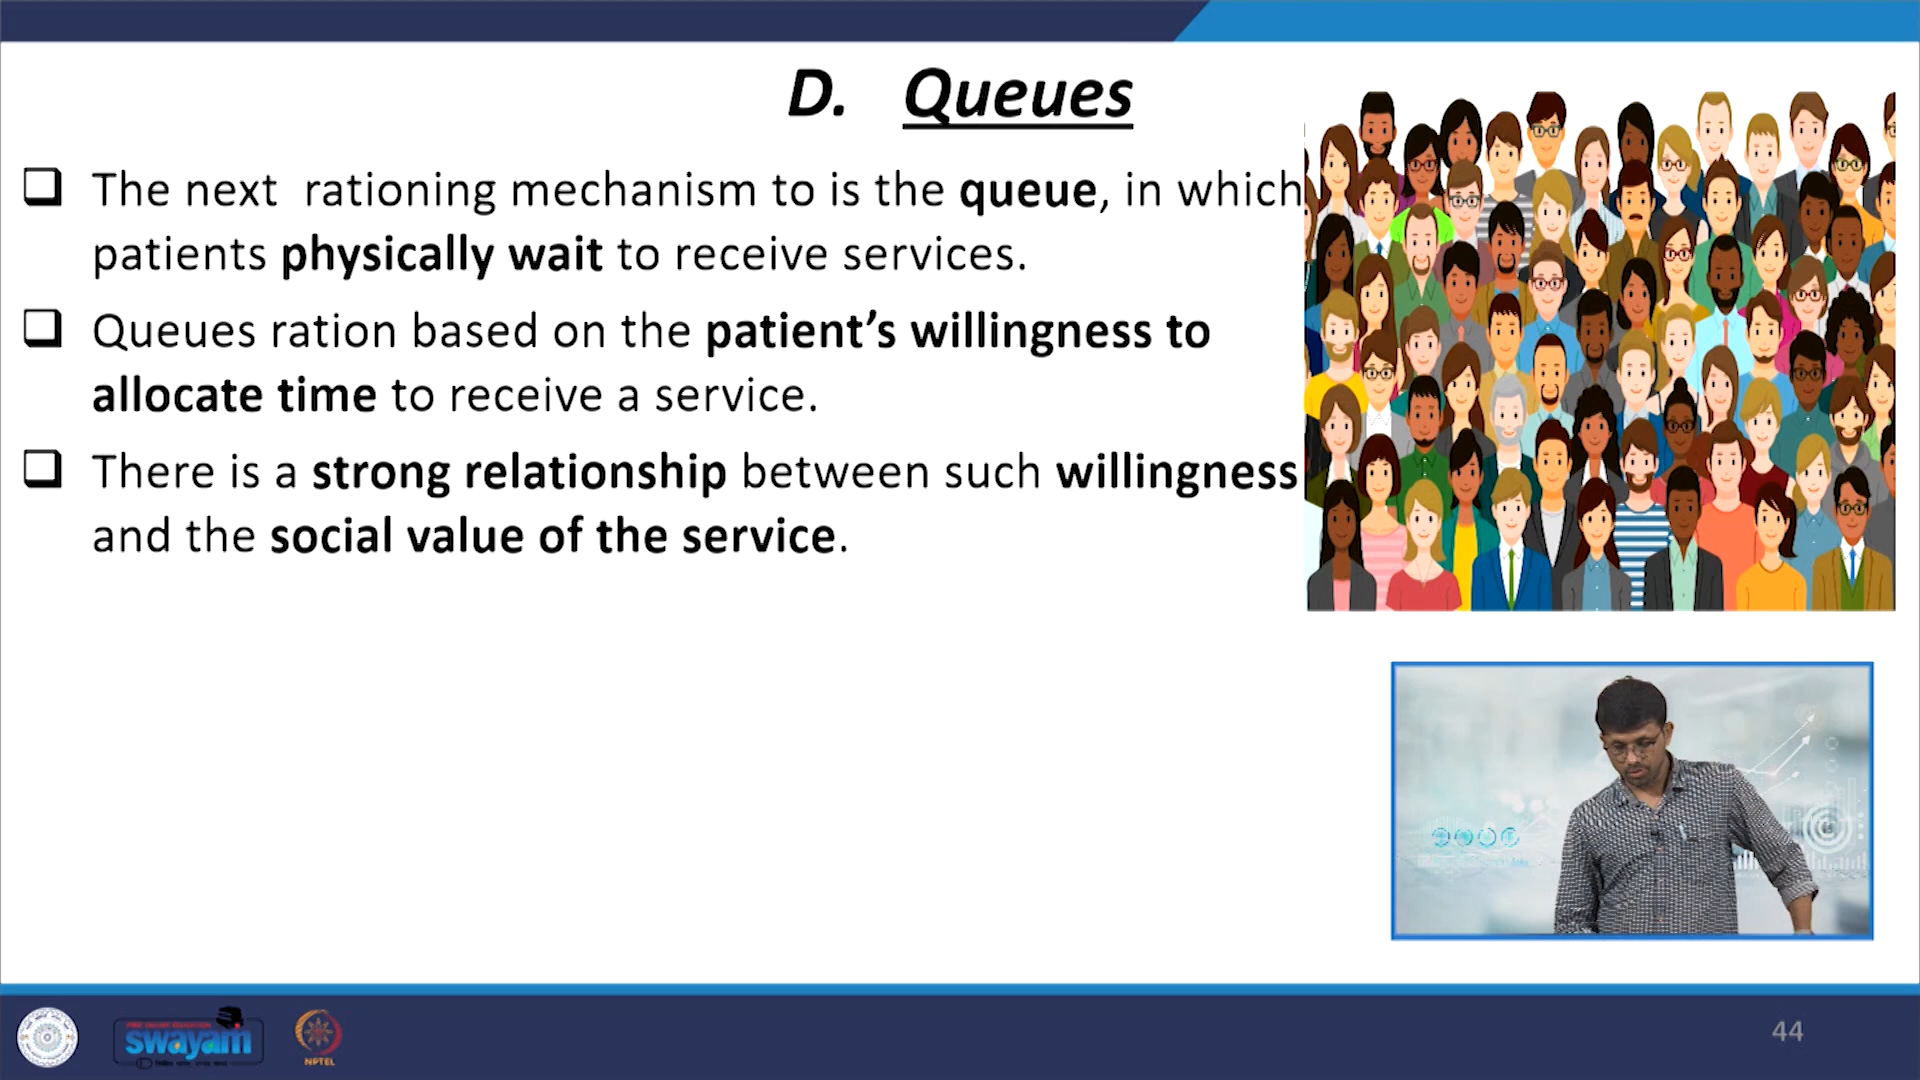 D. Queues
❑ The next rationing mechanism to is the queue, in which
patients physically wait to receive services.
❑ Queues ration based on the patient’s willingness to
allocate time to receive a service.
❑ There is a strong relationship between such willingness
and the social value of the service.
swayam
NPTEL
44